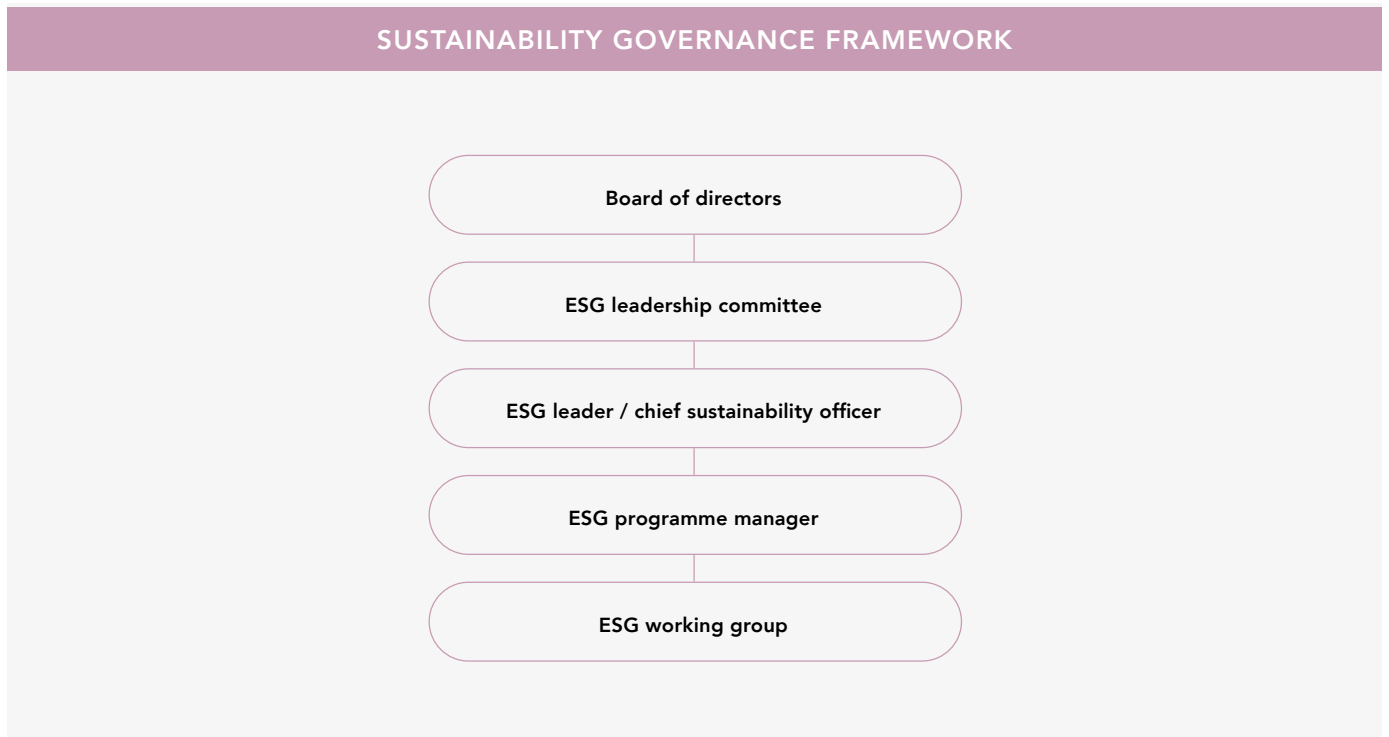 SUSTAINABILITY GOVERNANCE FRAMEWORK
Board of directors
ESG leadership committee
ESG leader / chief sustainability officer
ESG programme manager
ESG working group